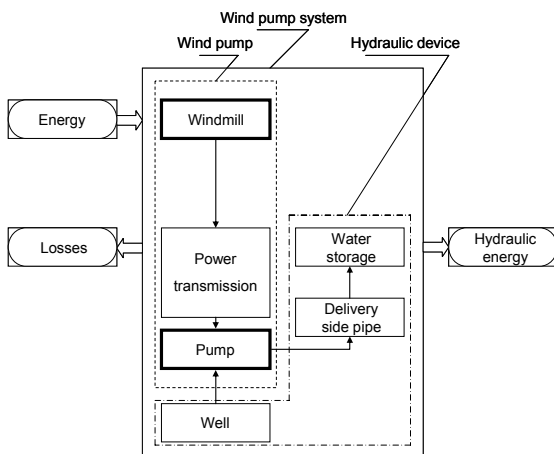 Wind pump system
Wind pump
Hydraulic device
Energy
Windmill
Losses
Power
transmission
Water
storage
Hydraulic
energy
Delivery
side pipe
Pump
Well